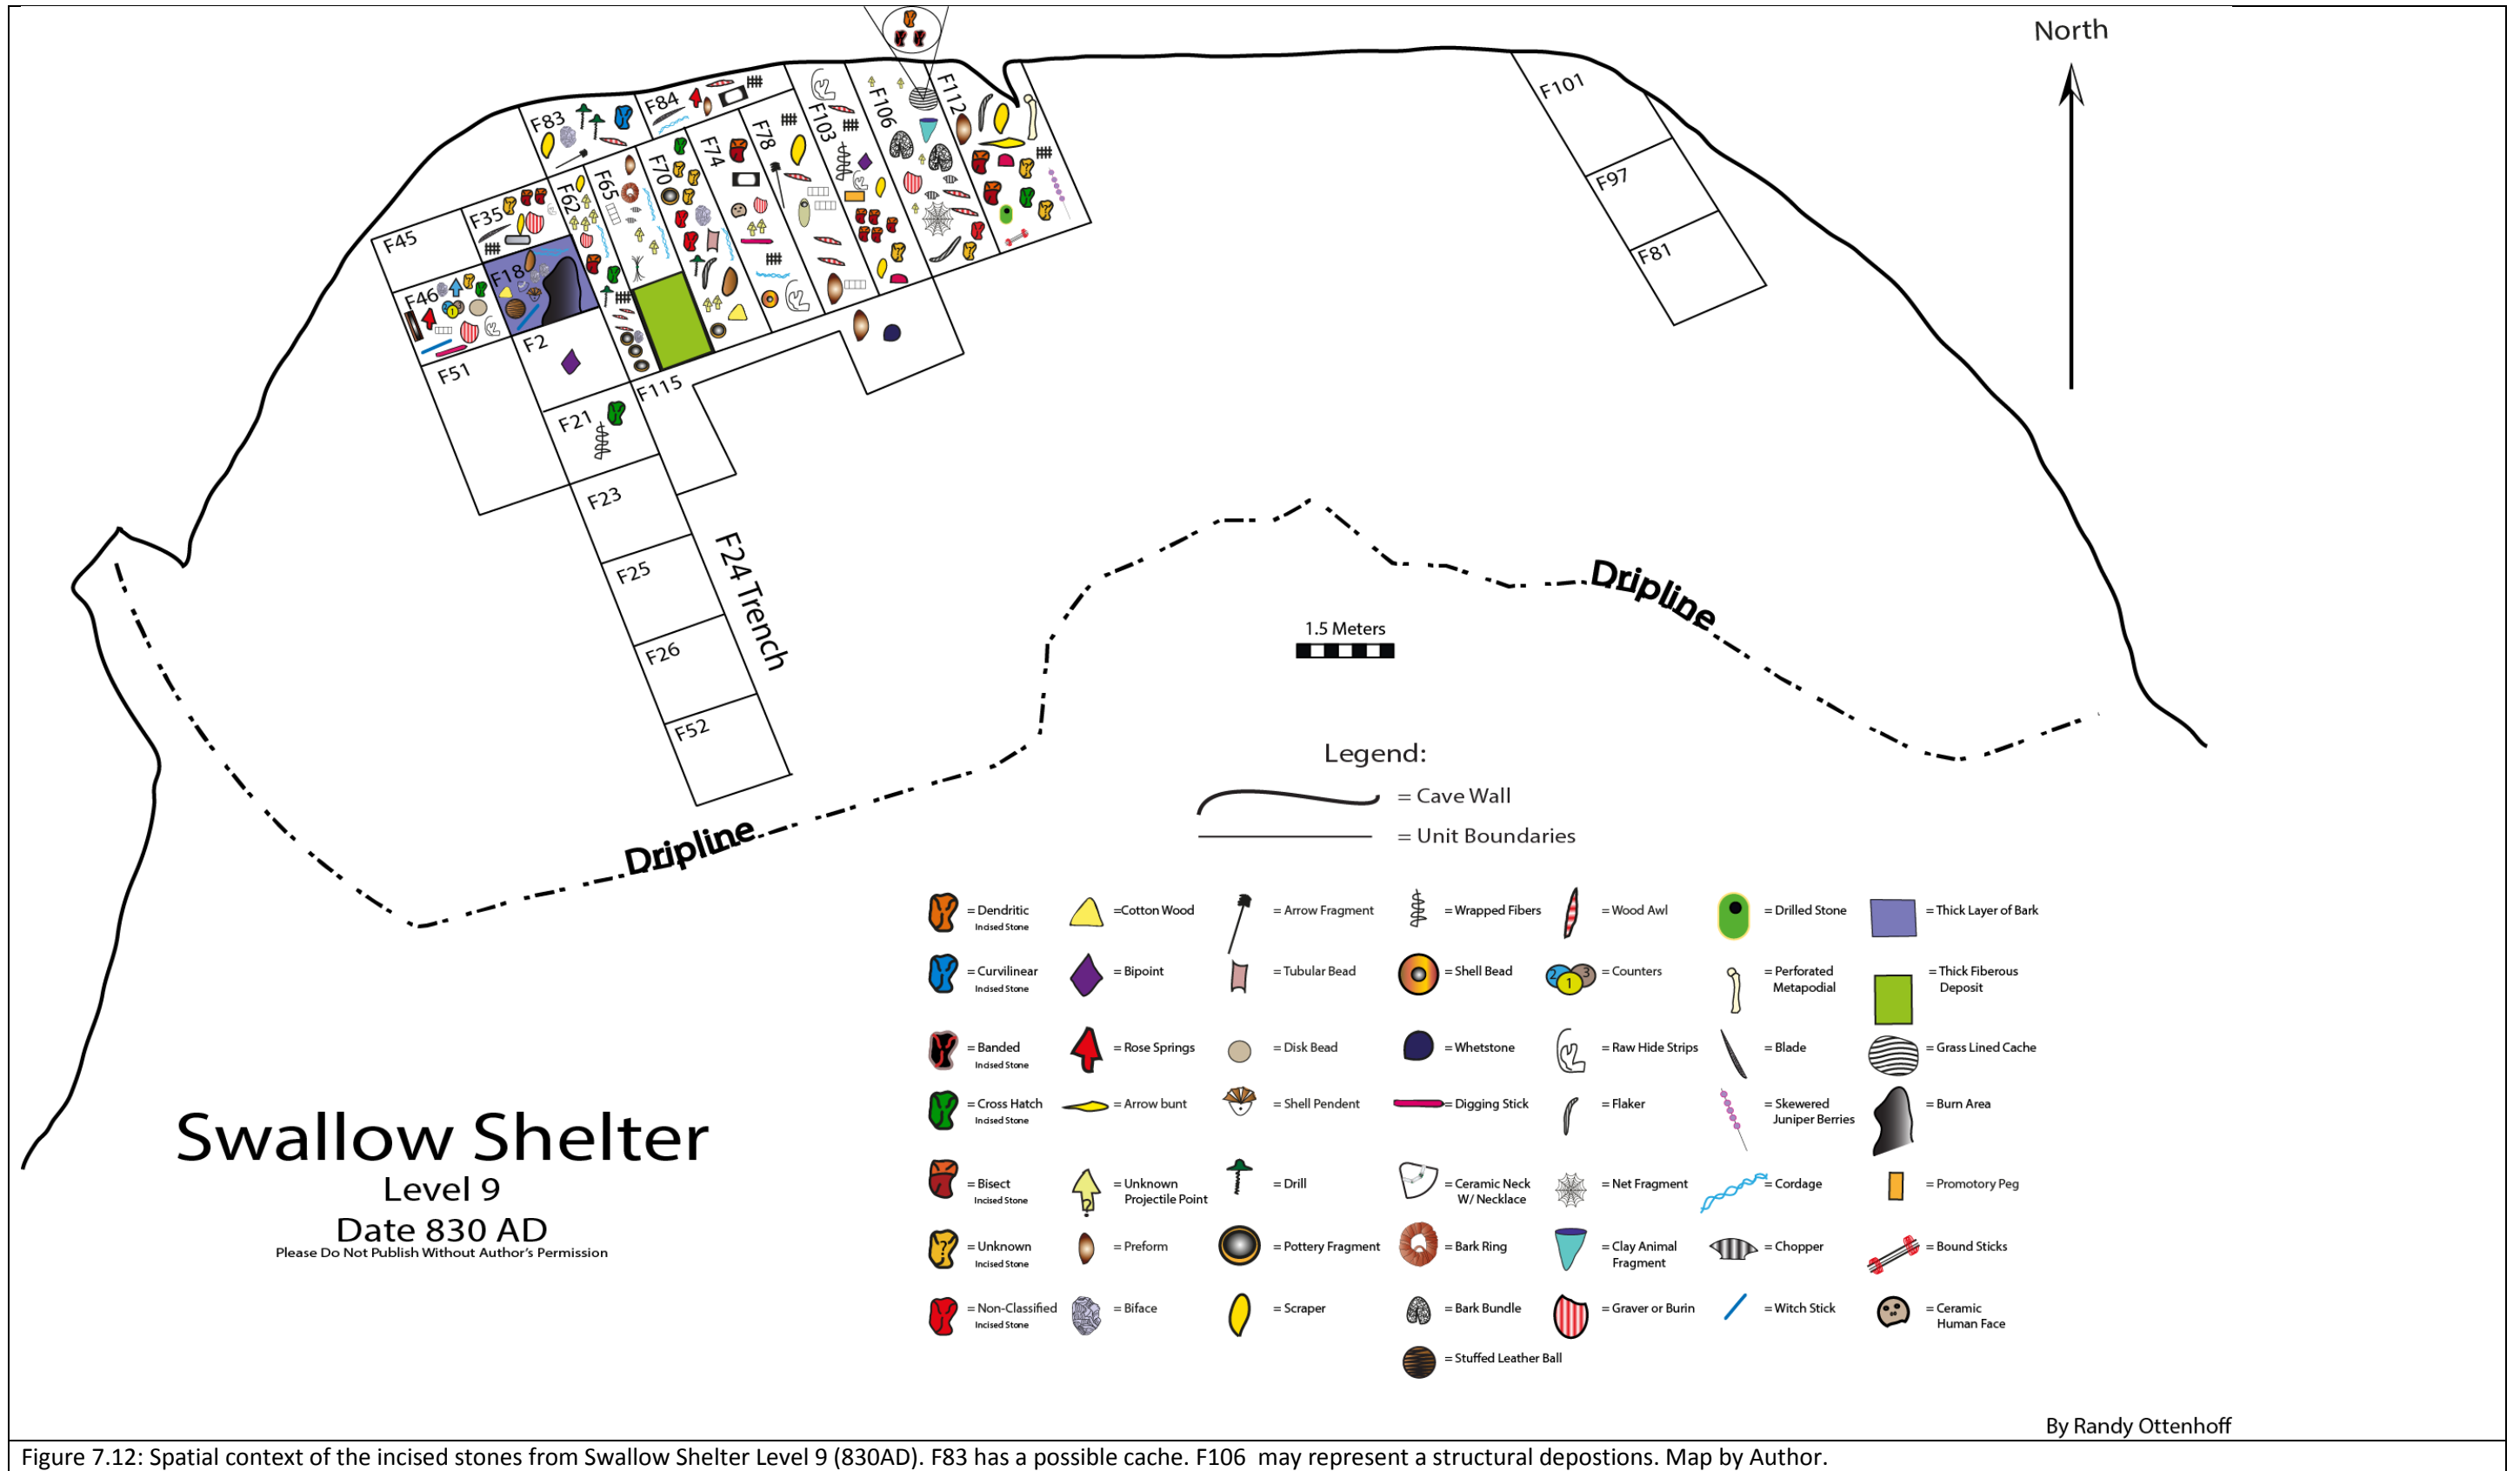 North
F101
F97
F81
F112
F106
F103
F84
F83
F78
F74
F70
F65
F62
F35
F45
F18
F46
F2
F51
F115
F21
F23
F25
F26
F52
F24 Trench
Dripline
1.5 Meters
Dripline
Legend:
= Cave Wall
= Unit Boundaries
= Dendritic
Incised Stone
=Cotton Wood
= Arrow Fragment
= Wrapped Fibers
= Wood Awl
= Drilled Stone
= Thick Layer of Bark
= Curvilinear
Incised Stone
= Bipoint
= Tubular Bead
= Shell Bead
2 1 3
= Counters
= Perforated
Metapodial
= Thick Fiberous
Deposit
= Banded
Incised Stone
= Rose Springs
= Disk Bead
= Whetstone
= Raw Hide Strips
= Blade
= Grass Lined Cache
= Cross Hatch
Incised Stone
= Arrow bunt
= Shell Pendent
= Digging Stick
= Flaker
= Skewered
Juniper Berries
= Burn Area
= Bisect
Incised Stone
?
= Unknown
Projectile Point
= Drill
= Ceramic Neck
W/ Necklace
= Net Fragment
= Cordage
= Promotory Peg
?
= Unknown
Incised Stone
= Preform
= Pottery Fragment
= Bark Ring
= Clay Animal
Fragment
= Chopper
= Bound Sticks
= Non-Classified
Incised Stone
= Biface
= Scraper
= Bark Bundle
= Graver or Burin
= Witch Stick
= Ceramic
Human Face
= Stuffed Leather Ball
Swallow Shelter
Level 9
Date 830 AD
Please Do Not Publish Without Author's Permission
By Randy Ottenhoff
Figure 7.12: Spatial context of the incised stones from Swallow Shelter Level 9 (830AD). F83 has a possible cache. F106 may represent a structural depostions. Map by Author.